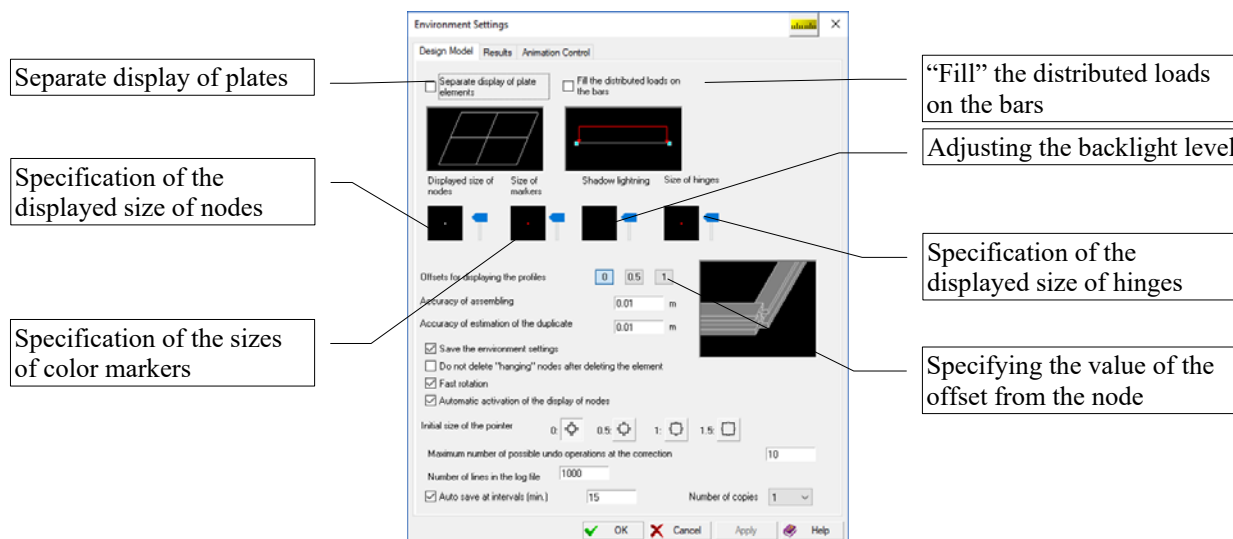 Environment Settings
Design Model Results Animation Control
Separate display of plates
Separate display of plate
elements
Fill the distributed loads on
the bars
“Fill” the distributed loads
on the bars
Adjusting the backlight level
Specification of the
displayed size of nodes
Displayed size of
nodes
Size of
markers
Shadow lightning
Size of hinges
Specification of the
displayed size of hinges
Offsets for displaying the profiles 0 0.5 1
Accuracy of assembling 0.01 m
Accuracy of estimation of the duplicate 0.01 m
Specification of the sizes
of color markers
Specifying the value of the
offset from the node
Save the environment settings
Do not delete "hanging" nodes after deleting the element
Fast rotation
Automatic activation of the display of nodes
Initial size of the pointer 0: 0.5: 1: 1.5:
Maximum number of possible undo operations at the correction 10
Number of lines in the log file 1000
Auto save at intervals (min.) 15 Number of copies 1
OK Cancel Apply Help